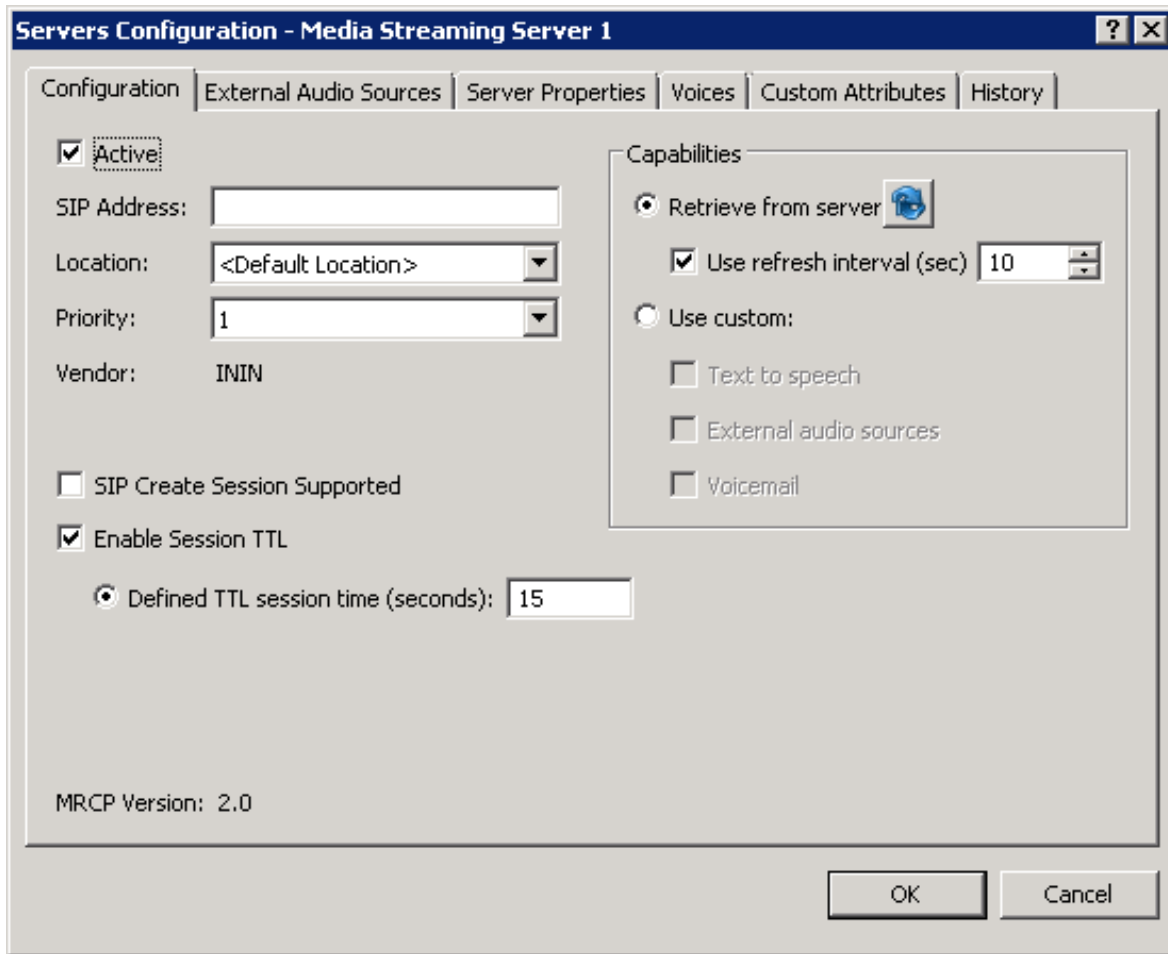 Servers Configuration - Media Streaming Server 1
Configuration External Audio Sources Server Properties Voices Custom Attributes History
Active
SIP Address:
Location: <Default Location>
Priority: 1
Vendor: ININ
SIP Create Session Supported
Enable Session TTL
Defined TTL session time (seconds): 15
MRCP Version: 2.0
Capabilities
Retrieve from server
Use refresh interval (sec) 10
Use custom:
Text to speech
External audio sources
Voicemail
OK Cancel